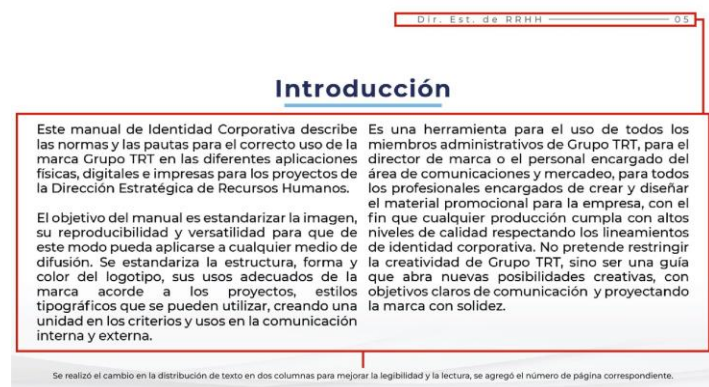 Dir. Est. de RRHH 05
Introducción
Este manual de Identidad Corporativa describe
las normas y las pautas para el correcto uso de la
marca Grupo TRT en las diferentes aplicaciones
físicas, digitales e impresas para los proyectos de
la Dirección Estratégica de Recursos Humanos.
El objetivo del manual es estandarizar la imagen,
su reproducibilidad y versatilidad para que de
este modo pueda aplicarse a cualquier medio de
difusión. Se estandariza la estructura, forma y
color del logotipo, sus usos adecuados de la
marca acorde a los proyectos, estilos
tipográficos que se pueden utilizar, creando una
unidad en los criterios y usos en la comunicación
interna y externa.
Es una herramienta para el uso de todos los
miembros administrativos de Grupo TRT, para el
director de marca o el personal encargado del
área de comunicaciones y mercadeo, para todos
los profesionales encargados de crear y diseñar
el material promocional para la empresa, con el
fin que cualquier producción cumpla con altos
niveles de calidad respectando los lineamientos
de identidad corporativa. No pretende restringir
la creatividad de Grupo TRT, sino ser una guía
que abra nuevas posibilidades creativas, con
objetivos claros de comunicación y proyectando
la marca con solidez.
Se realizó el cambio en la distribución de texto en dos columnas para mejorar la legibilidad y la lectura, se agregó el número de página correspondiente.